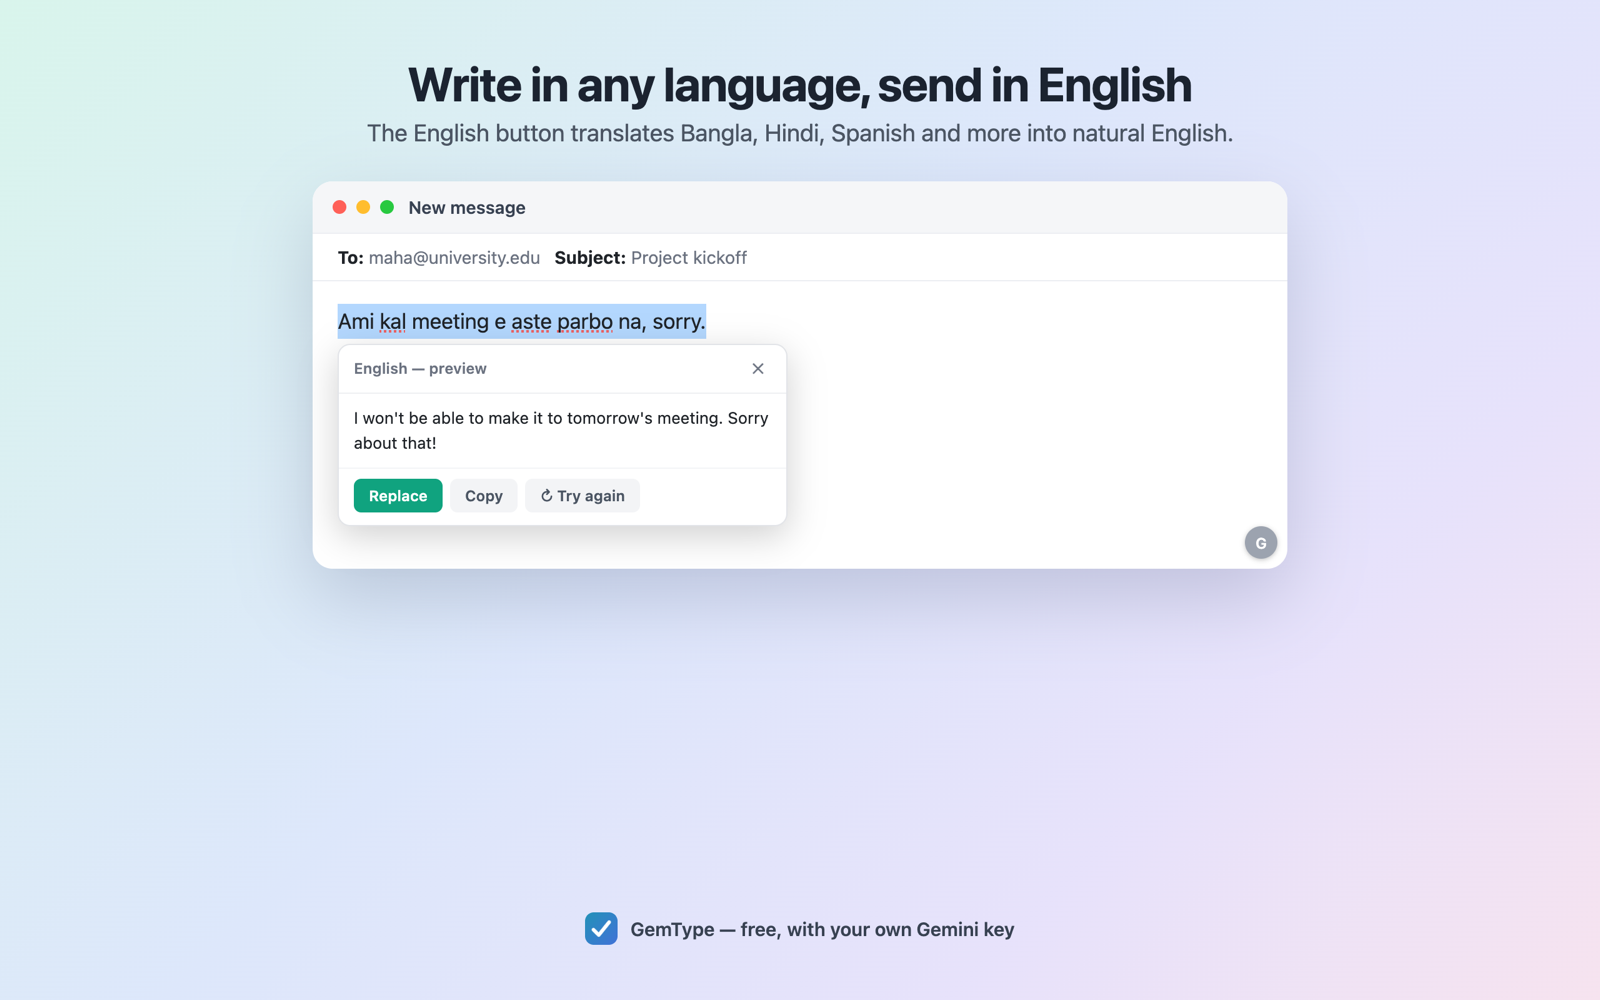 Write in any language, send in English
The English button translates Bangla, Hindi, Spanish and more into natural English.
New message
To: maha@university.edu Subject: Project kickoff
Ami kal meeting e aste parbo na, sorry.
English — preview
I won't be able to make it to tomorrow's meeting. Sorry
about that!
Replace Copy ↻ Try again
G
GemType — free, with your own Gemini key